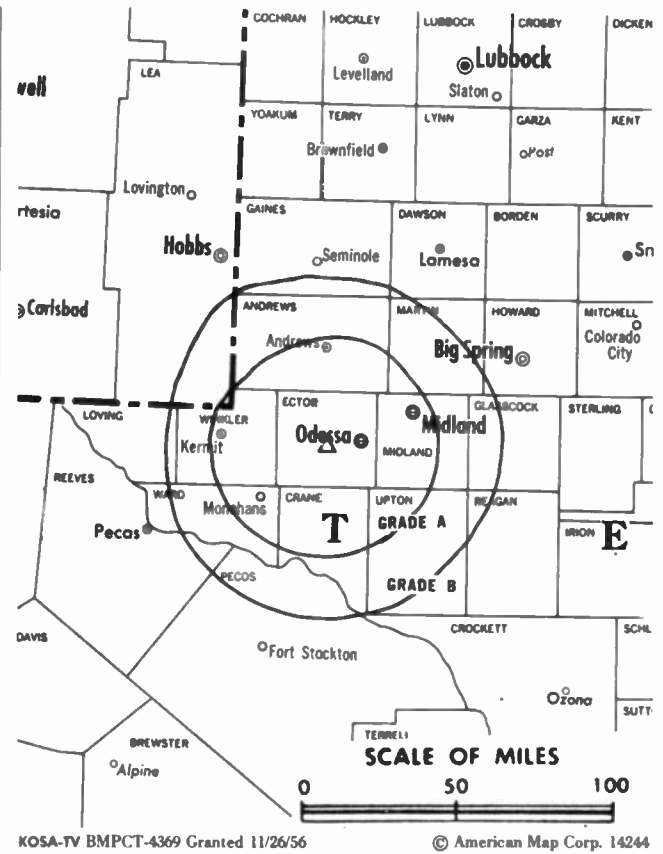 COCHRAN HOCKLEY LUBBOCK CROSBY DICKEN
well LEA Levelland Lubbock
Slaton
YOAKUM TERRY LYNN GARZA KENT
Brownfield Post
Lovington
rtesia GAINES DAWSON BORDEN SCURRY
Hobbs Seminole Lamesa Sn
Carlsbad ANDREWS MARTIN HOWARD MITCHELL
Colorado
City
Andrews Big Spring
LOVING WINKLER ECTOR GLASSCOCK STERLING
Kermit Odessa Midland
MIDLAND
REEVES
WARD Monahans CRANE UPTON REAGAN
Pecos T GRADE A IRION E
PECOS GRADE B
DAVIS CROCKETT SCHL
Fort Stockton
Ozona
SUTT
TERRELL
BREWSTER
Alpine
SCALE OF MILES
0 50 100
KOSA-TV BMPCT-4369 Granted 11/26/56 © American Map Corp. 14244